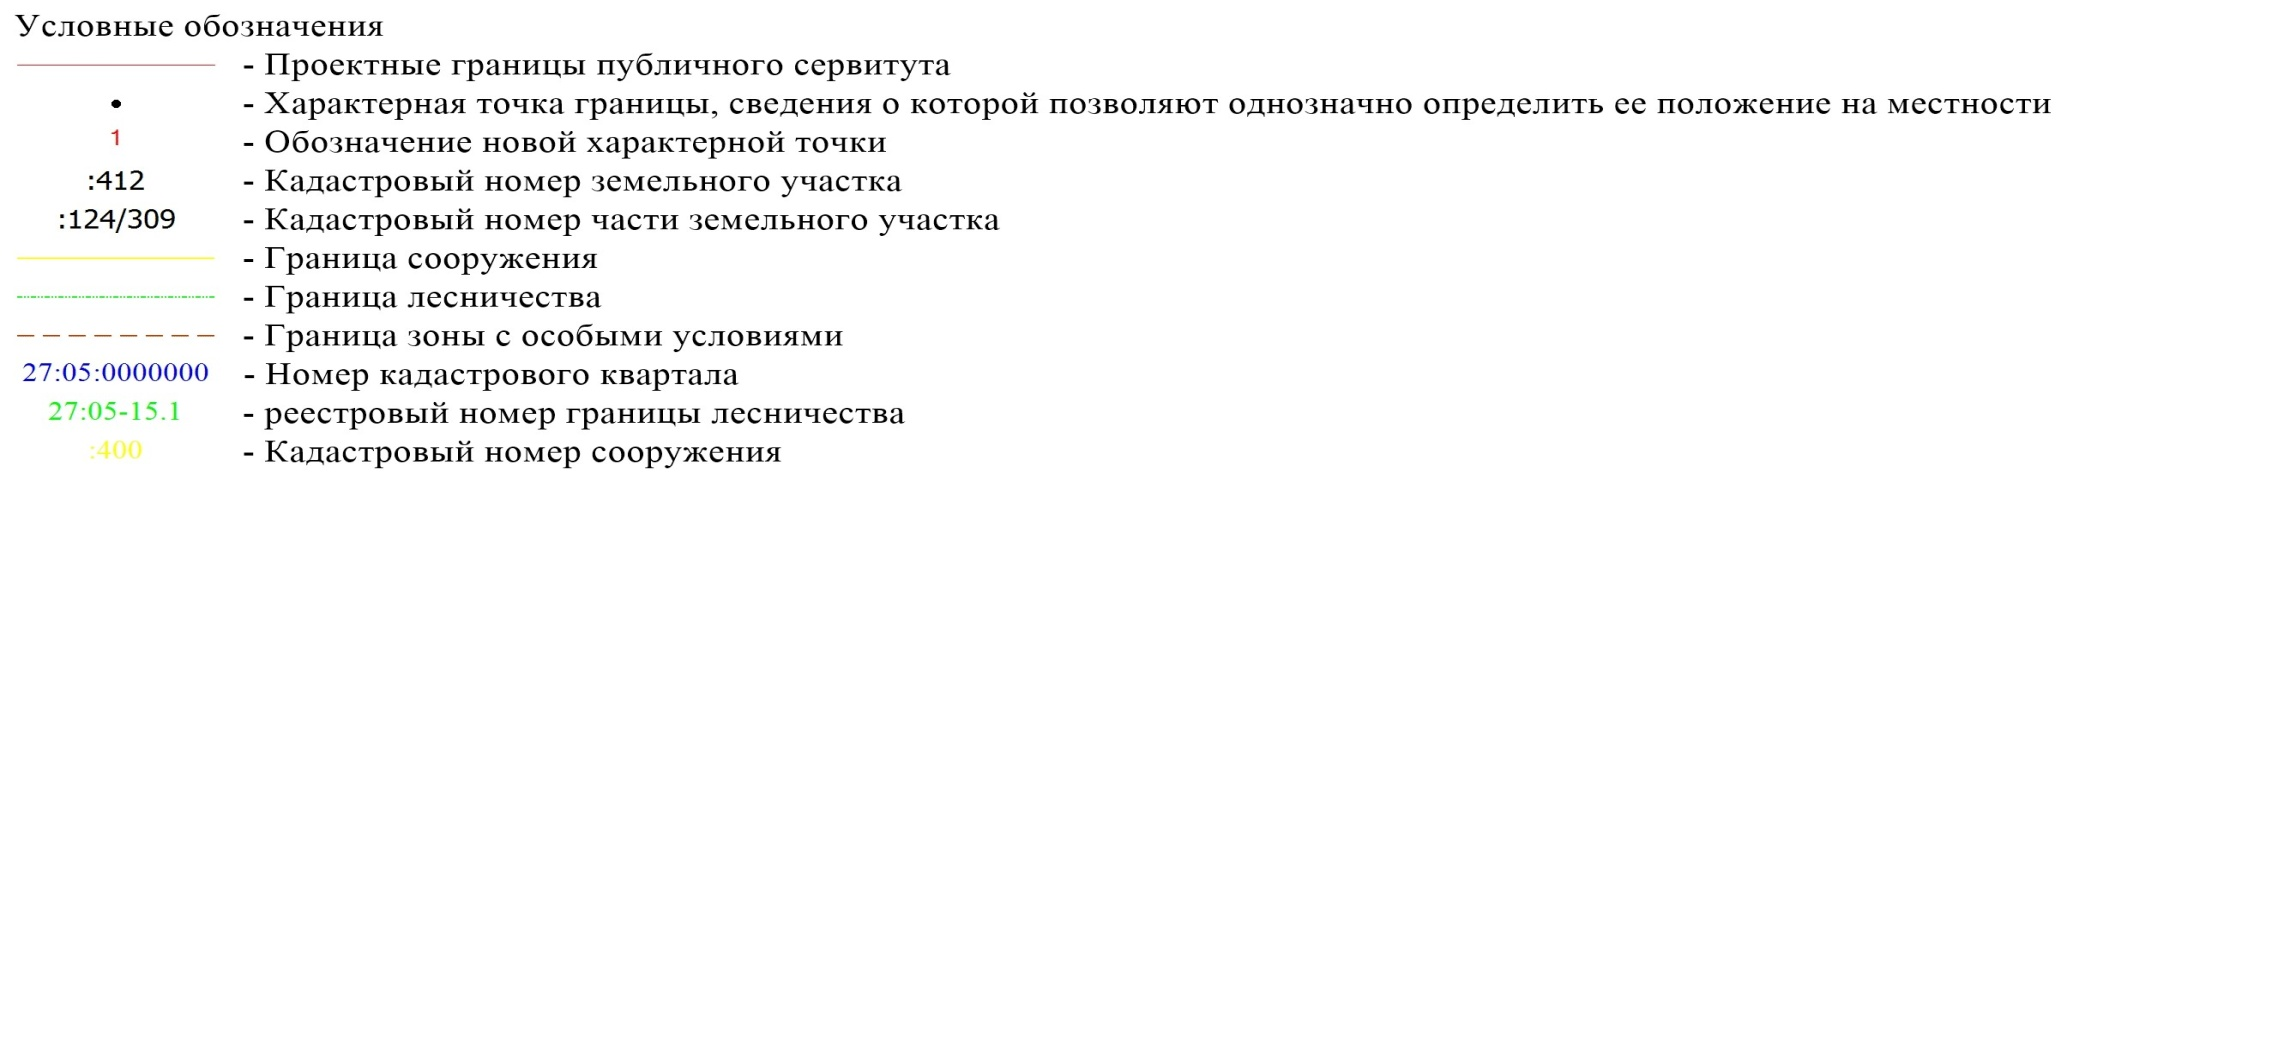 Условные обозначения
- Проектные границы публичного сервитута
- Характерная точка границы, сведения о которой позволяют однозначно определить ее положение на местности
1 - Обозначение новой характерной точки
:412 - Кадастровый номер земельного участка
:124/309 - Кадастровый номер части земельного участка
- Граница сооружения
- Граница лесничества
- Граница зоны с особыми условиями
27:05:0000000 - Номер кадастрового квартала
27:05-15.1 - реестровый номер границы лесничества
:400 - Кадастровый номер сооружения